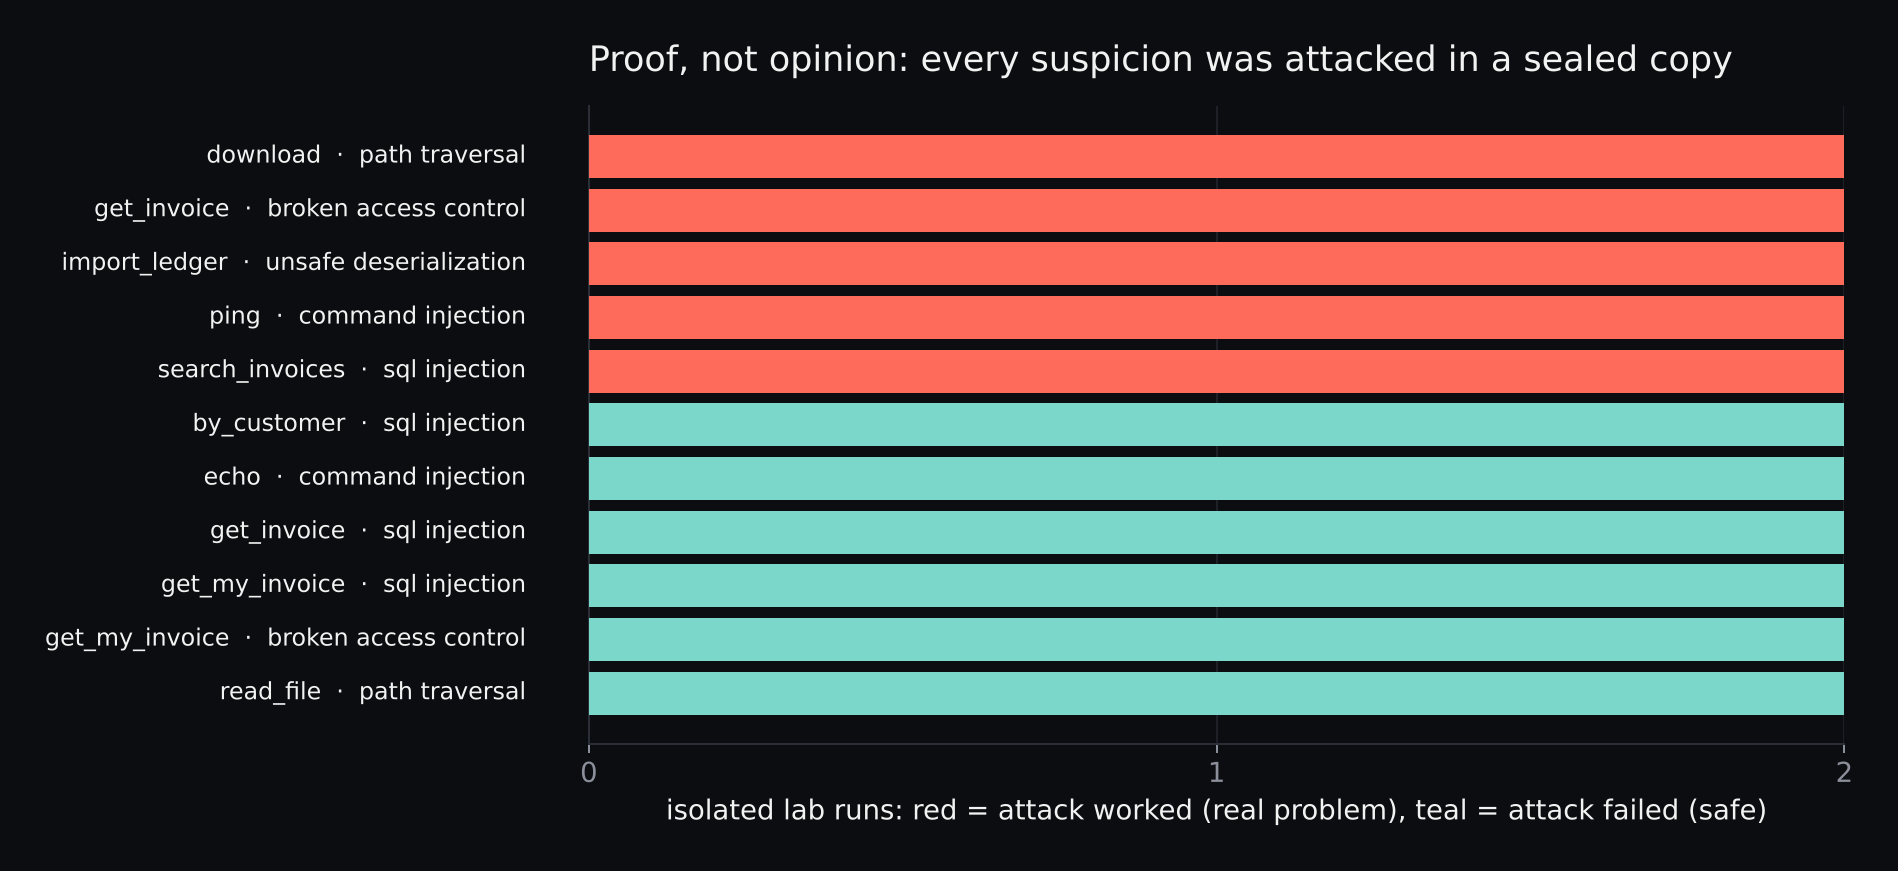 Proof, not opinion: every suspicion was attacked in a sealed copy
download · path traversal
get_invoice · broken access control
import_ledger · unsafe deserialization
ping · command injection
search_invoices · sql injection
by_customer · sql injection
echo · command injection
get_invoice · sql injection
get_my_invoice · sql injection
get_my_invoice · broken access control
read_file · path traversal
0 1 2
isolated lab runs: red = attack worked (real problem), teal = attack failed (safe)